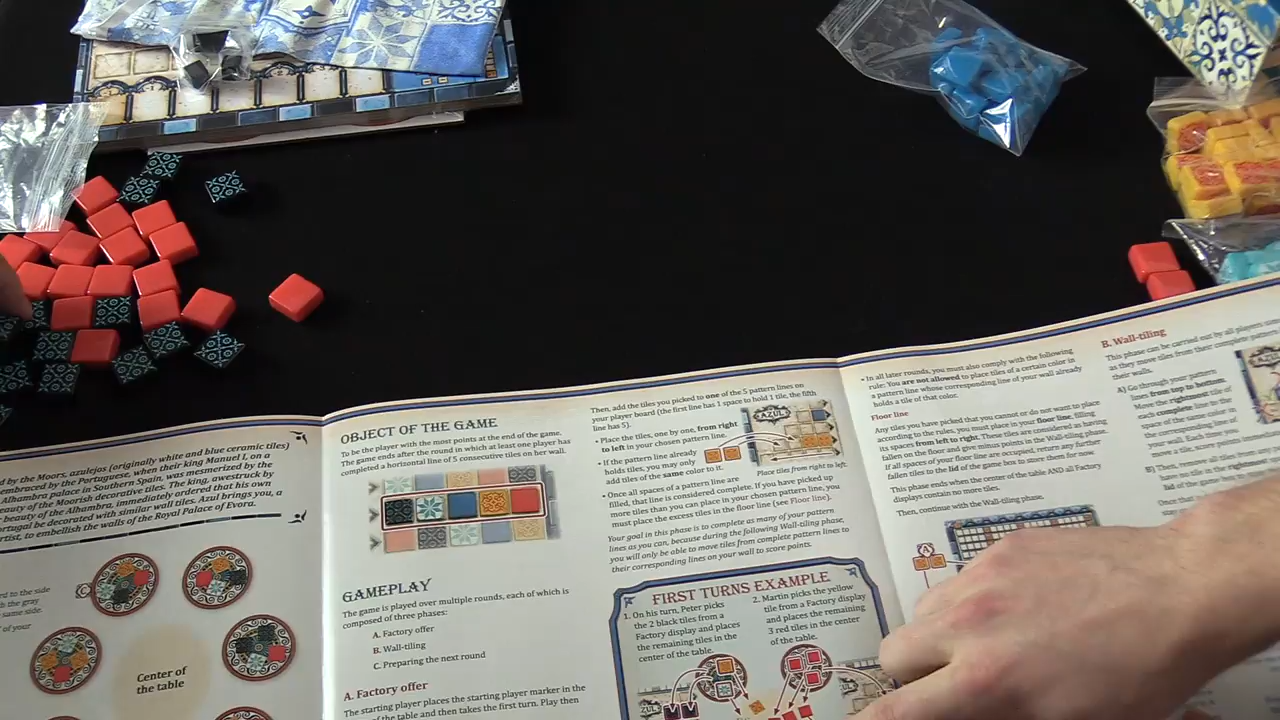 d by the Moors, azulejos (originally white and blue ceramic tiles)
embraced by the Portuguese, when their king Manuel I, on a
Alhambra palace in Southern Spain, was mesmerized by the
eauty of the Moorish decorative tiles. The king, awestruck by
beauty of the Alhambra, immediately ordered that his own
rtugal be decorated with similar wall tiles. Azul brings you, a
artist, to embellish the walls of the Royal Palace of Evora.
rd to the side
h the gray
same side.
of your
C
Center of
the table
OBJECT OF THE GAME
To be the player with the most points at the end of the game.
The game ends after the round in which at least one player has
completed a horizontal line of 5 consecutive tiles on her wall.
GAMEPLAY
The game is played over multiple rounds, each of which is
composed of three phases:
A. Factory offer
B. Wall-tiling
C. Preparing the next round
A. Factory offer
The starting player places the starting player marker in the
of the table and then takes the first turn. Play then
Then, add the tiles you picked to one of the 5 pattern lines on
your player board (the first line has 1 space to hold 1 tile, the fifth
line has 5).
• Place the tiles, one by one, from right
to left in your chosen pattern line.
• If the pattern line already
holds tiles, you may only
add tiles of the same color to it.
AZUL
Place tiles from right to left.
• Once all spaces of a pattern line are
filled, that line is considered complete. If you have picked up
more tiles than you can place in your chosen pattern line, you
must place the excess tiles in the floor line (see Floor line).
Your goal in this phase is to complete as many of your pattern
lines as you can, because during the following Wall-tiling phase,
you will only be able to move tiles from complete pattern lines to
their corresponding lines on your wall to score points.
FIRST TURNS EXAMPLE
1. On his turn, Peter picks
the 2 black tiles from a
Factory display and places
the remaining tiles in the
center of the table.
2. Martin picks the yellow
tile from a Factory display
and places the remaining
3 red tiles in the center
of the table.
• In all later rounds, you must also comply with the following
rule: You are not allowed to place tiles of a certain color in
a pattern line whose corresponding line of your wall already
holds a tile of that color.
Floor line
Any tiles you have picked that you cannot or do not want to place
according to the rules, you must place in your floor line, filling
its spaces from left to right. These tiles are considered as having
fallen on the floor and give minus points in the Wall-tiling phase.
If all spaces of your floor line are occupied, return any further
fallen tiles to the lid of the game box to more them for now.
This phase ends when the center of the table AND all Factory
displays contain no more tiles.
Then, continue with the Wall-tiling phase.
A
B. Wall-tiling
This phase can be carried out by all players
as they move tiles from their complete pattern
their walls.
A) Go through your pattern
lines from top to bottom.
Move the rightmost tile of
each complete
the space of the same color in